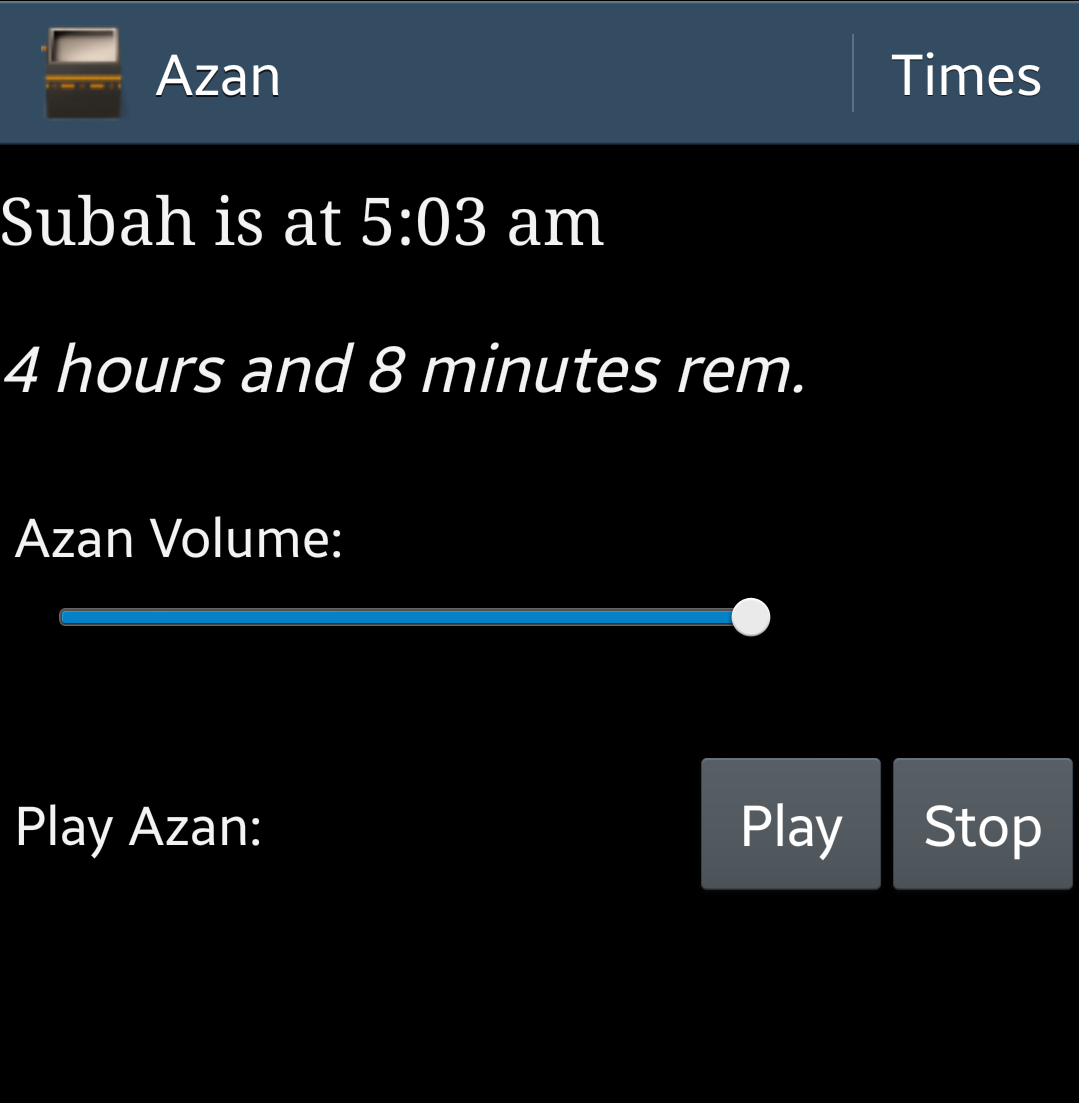 Azan Times
Subah is at 5:03 am
4 hours and 8 minutes rem.
Azan Volume:
Play Azan: Play Stop